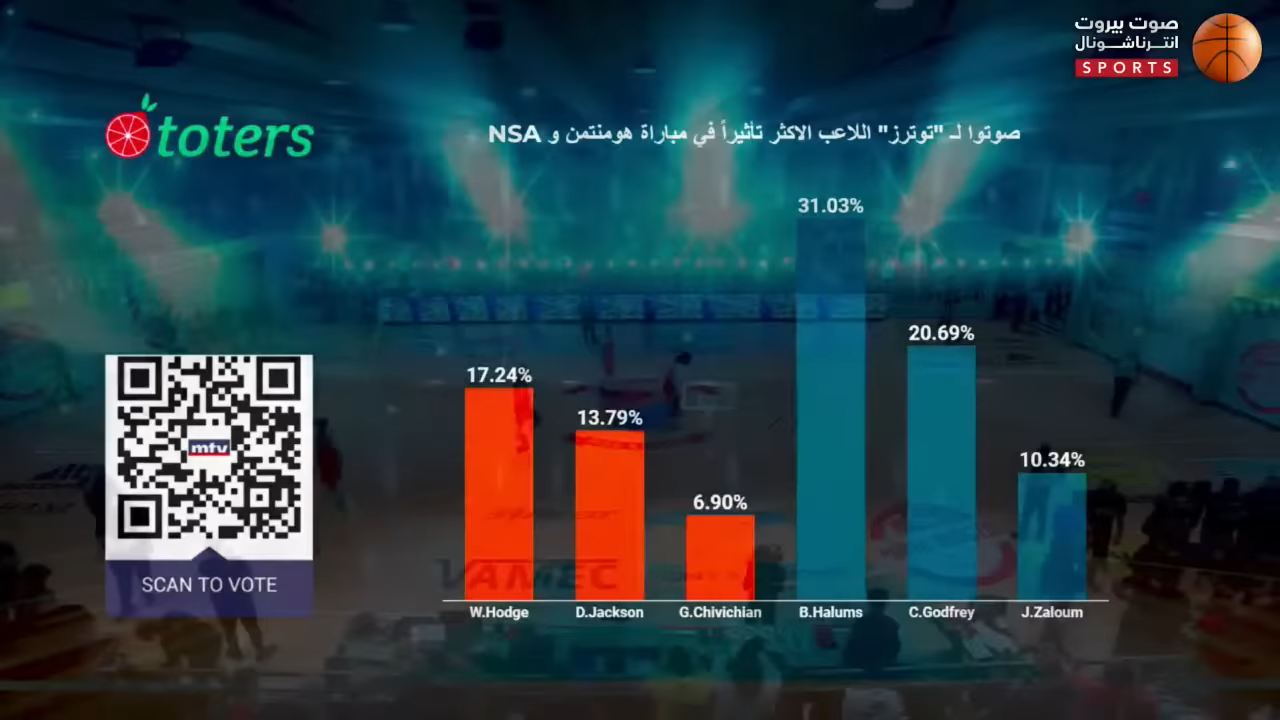 صوت بيروت
انترناشونال
SPORTS
toters
صوتوا لـ "توترز" اللاعب الاكثر تأثيراً في مباراة هومنتمن و NSA
31.03%
20.69%
17.24%
13.79%
10.34%
6.90%
mtv
SCAN TO VOTE
VAMEC
W.Hodge D.Jackson G.Chivichian B.Halums C.Godfrey J.Zaloum